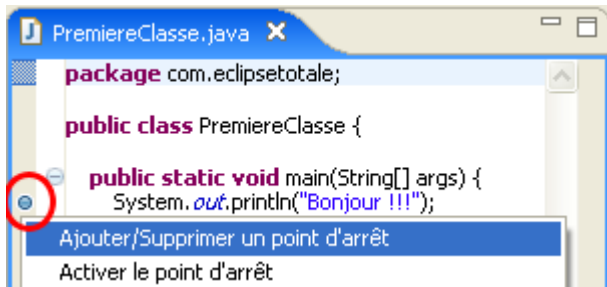 PremiereClasse.java
package com.eclipsetotale;
public class PremiereClasse {
public static void main(String[] args) {
System.out.println("Bonjour !!!");
Ajouter/Supprimer un point d'arrêt
Activer le point d'arrêt